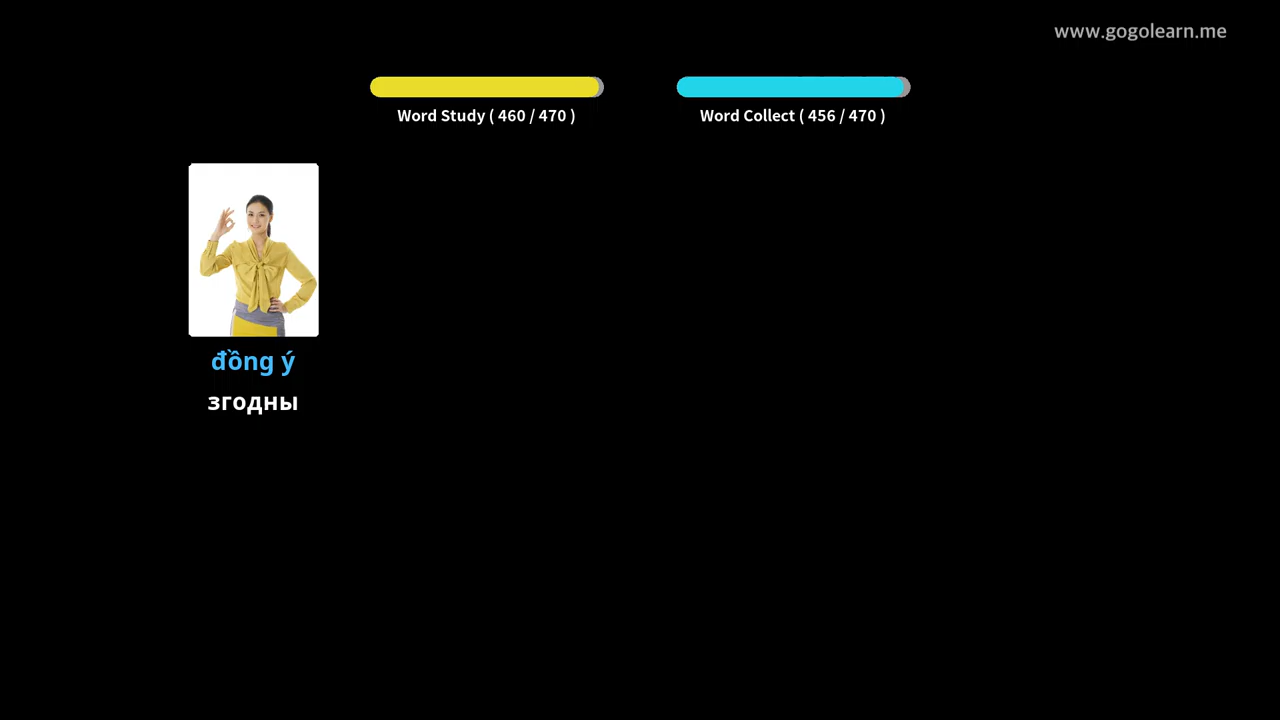 www.gogolearn.me
Word Study ( 460 / 470 )
Word Collect ( 456 / 470 )
đồng ý
згодны